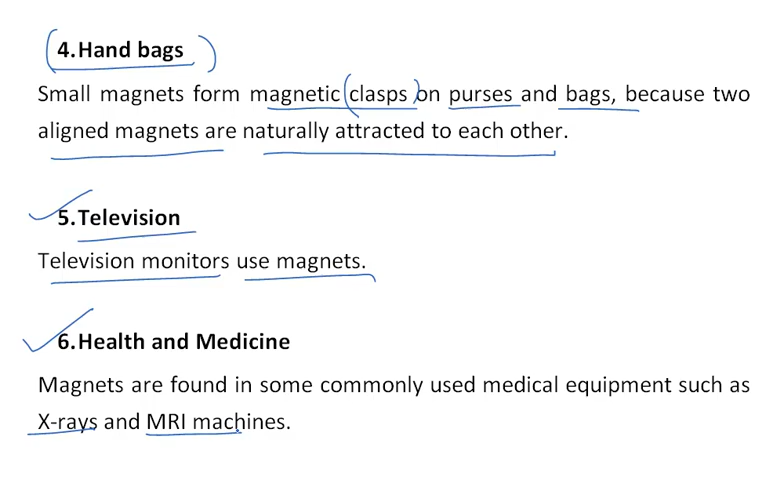 4.Hand bags
Small magnets form magnetic clasps on purses and bags, because two
aligned magnets are naturally attracted to each other.
5.Television
Television monitors use magnets.
6.Health and Medicine
Magnets are found in some commonly used medical equipment such as
X-rays and MRI machines.